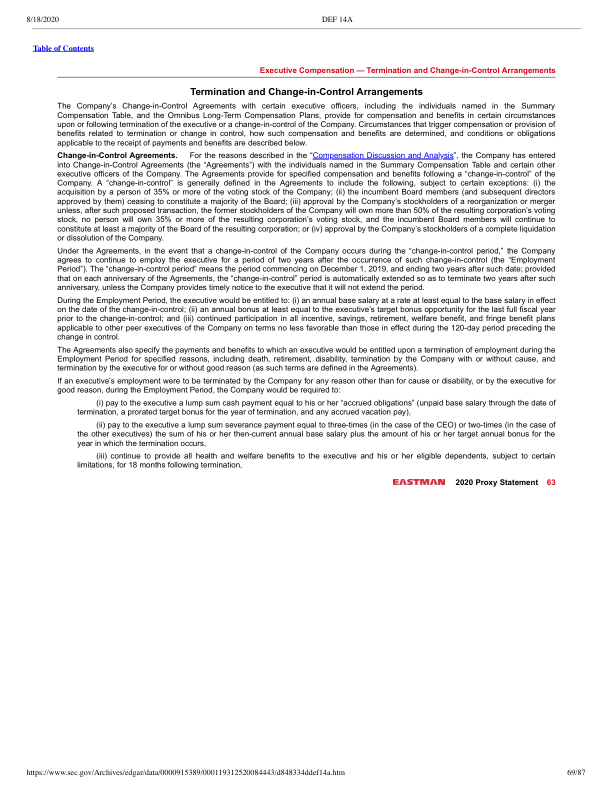 8/18/2020 DEF 14A
Table of Contents
Executive Compensation — Termination and Change-in-Control Arrangements
Termination and Change-in-Control Arrangements
The Company's Change-in-Control Agreements with certain executive officers, including the individuals named in the Summary
Compensation Table, and the Omnibus Long-Term Compensation Plans, provide for compensation and benefits in certain circumstances
upon or following termination of the executive or a change-in-control of the Company. Circumstances that trigger compensation or provision of
benefits related to termination or change in control, how such compensation and benefits are determined, and conditions or obligations
applicable to the receipt of payments and benefits are described below.
Change-in-Control Agreements. For the reasons described in the “Compensation Discussion and Analysis”, the Company has entered
into Change-in-Control Agreements (the “Agreements”) with the individuals named in the Summary Compensation Table and certain other
executive officers of the Company. The Agreements provide for specified compensation and benefits following a “change-in-control” of the
Company. A “change-in-control” is generally defined in the Agreements to include the following, subject to certain exceptions: (i) the
acquisition by a person of 35% or more of the voting stock of the Company; (ii) the incumbent Board members (and subsequent directors
approved by them) ceasing to constitute a majority of the Board; (iii) approval by the Company's stockholders of a reorganization or merger
unless, after such proposed transaction, the former stockholders of the Company will own more than 50% of the resulting corporation's voting
stock, no person will own 35% or more of the resulting corporation's voting stock, and the incumbent Board members will continue to
constitute at least a majority of the Board of the resulting corporation; or (iv) approval by the Company's stockholders of a complete liquidation
or dissolution of the Company.
Under the Agreements, in the event that a change-in-control of the Company occurs during the “change-in-control period,” the Company
agrees to continue to employ the executive for a period of two years after the occurrence of such change-in-control (the “Employment
Period”). The “change-in-control period” means the period commencing on December 1, 2019, and ending two years after such date; provided
that on each anniversary of the Agreements, the “change-in-control” period is automatically extended so as to terminate two years after such
anniversary, unless the Company provides timely notice to the executive that it will not extend the period.
During the Employment Period, the executive would be entitled to: (i) an annual base salary at a rate at least equal to the base salary in effect
on the date of the change-in-control; (ii) an annual bonus at least equal to the executive's target bonus opportunity for the last full fiscal year
prior to the change-in-control; and (iii) continued participation in all incentive, savings, retirement, welfare benefit, and fringe benefit plans
applicable to other peer executives of the Company on terms no less favorable than those in effect during the 120-day period preceding the
change in control.
The Agreements also specify the payments and benefits to which an executive would be entitled upon a termination of employment during the
Employment Period for specified reasons, including death, retirement, disability, termination by the Company with or without cause, and
termination by the executive for or without good reason (as such terms are defined in the Agreements).
If an executive's employment were to be terminated by the Company for any reason other than for cause or disability, or by the executive for
good reason, during the Employment Period, the Company would be required to:
(i) pay to the executive a lump sum cash payment equal to his or her “accrued obligations” (unpaid base salary through the date of
termination, a prorated target bonus for the year of termination, and any accrued vacation pay),
(ii) pay to the executive a lump sum severance payment equal to three-times (in the case of the CEO) or two-times (in the case of
the other executives) the sum of his or her then-current annual base salary plus the amount of his or her target annual bonus for the
year in which the termination occurs,
(iii) continue to provide all health and welfare benefits to the executive and his or her eligible dependents, subject to certain
limitations, for 18 months following termination,
EASTMAN 2020 Proxy Statement 63
https://www.sec.gov/Archives/edgar/data/0000915389/000119312520084443/d848334ddef14a.htm 69/87